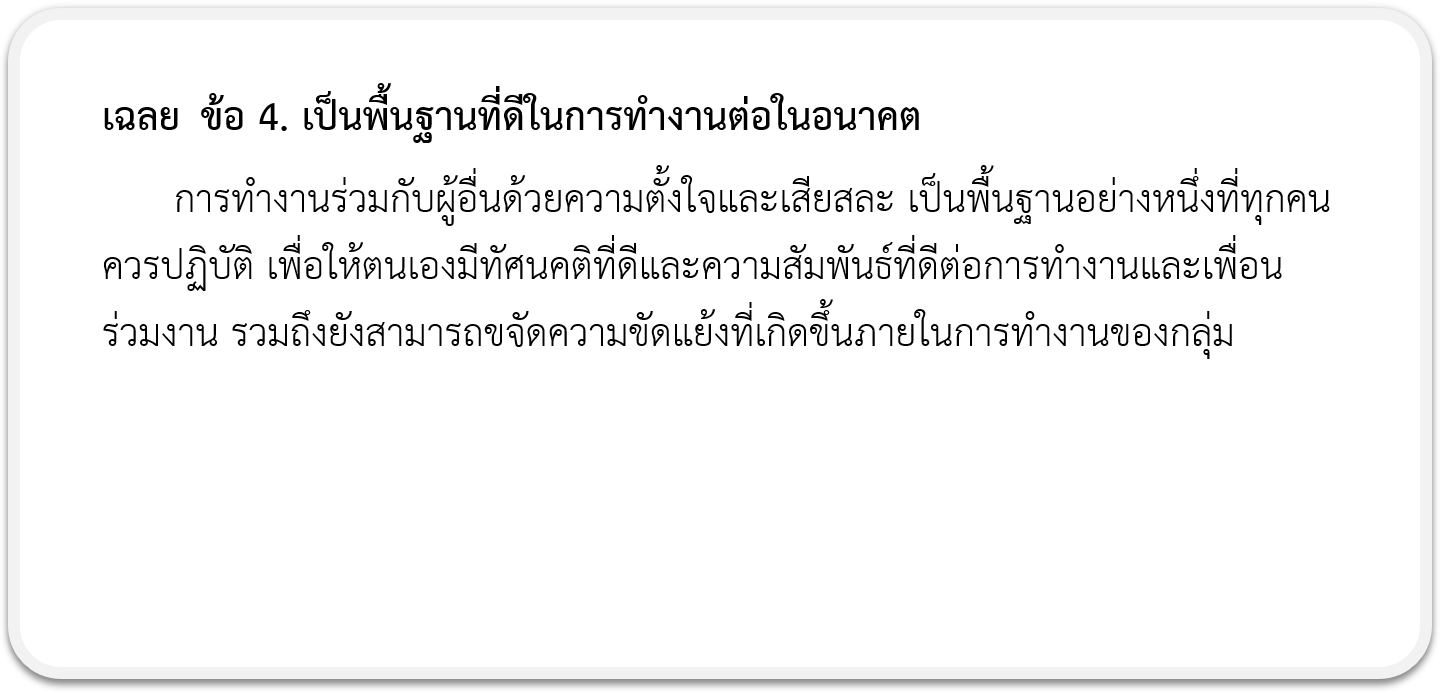 เฉลย ข้อ 4. เป็นพื้นฐานที่ดีในการทำงานต่อในอนาคต
การทำงานร่วมกับผู้อื่นด้วยความตั้งใจและเสียสละ เป็นพื้นฐานอย่างหนึ่งที่ทุกคน
ควรปฏิบัติ เพื่อให้ตนเองมีทัศนคติที่ดีและความสัมพันธ์ที่ดีต่อการทำงานและเพื่อน
ร่วมงาน รวมถึงยังสามารถขจัดความขัดแย้งที่เกิดขึ้นภายในการทำงานของกลุ่ม